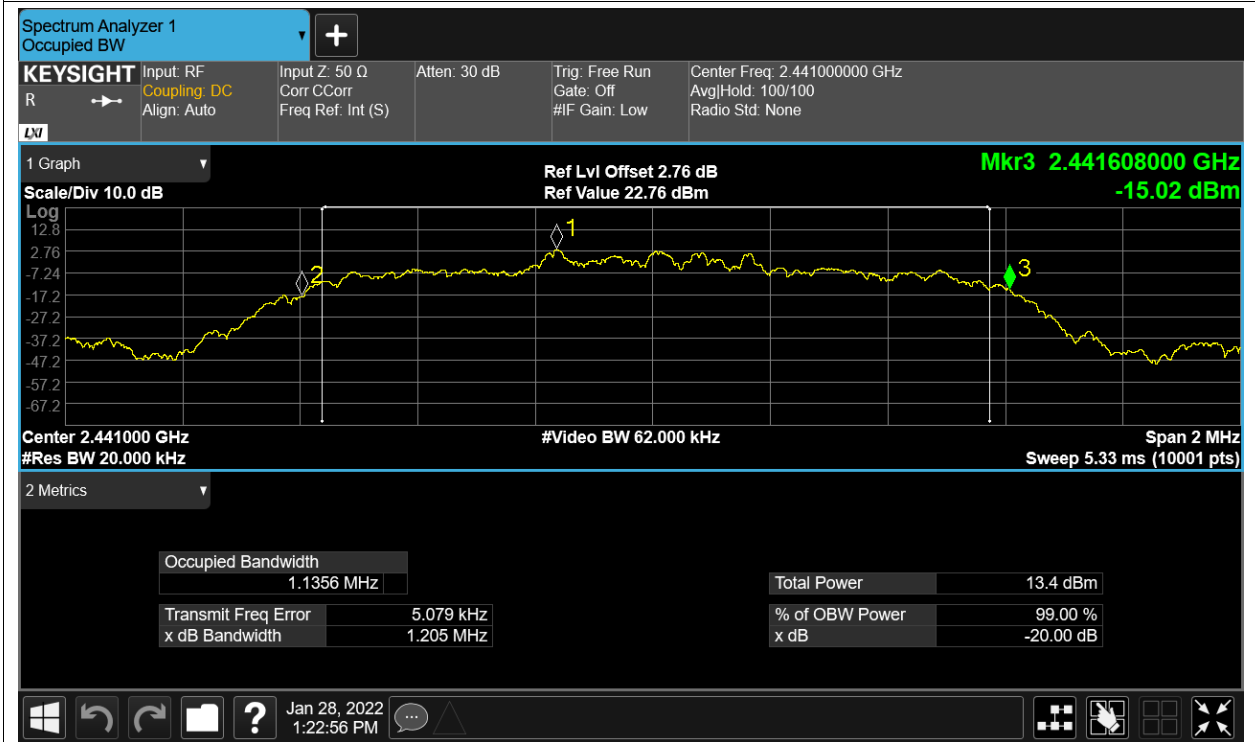 Spectrum Analyzer 1
Occupied BW
KEYSIGHT
R
LXI
Input: RF
Coupling: DC
Align: Auto
Input Z: 50 Ω
Corr CCorr
Freq Ref: Int (S)
Atten: 30 dB
Trig: Free Run
Gate: Off
#IF Gain: Low
Center Freq: 2.441000000 GHz
Avg|Hold: 100/100
Radio Std: None
1 Graph
Scale/Div 10.0 dB
Ref Lvl Offset 2.76 dB
Ref Value 22.76 dBm
Mkr3 2.441608000 GHz
-15.02 dBm
Log
12.8
2.76
-7.24
-17.2
-27.2
-37.2
-47.2
-57.2
-67.2
1
2
3
Center 2.441000 GHz
#Res BW 20.000 kHz
#Video BW 62.000 kHz
Span 2 MHz
Sweep 5.33 ms (10001 pts)
2 Metrics
Occupied Bandwidth
1.1356 MHz
Transmit Freq Error 5.079 kHz
x dB Bandwidth 1.205 MHz
Total Power 13.4 dBm
% of OBW Power 99.00 %
x dB -20.00 dB
?
Jan 28, 2022
1:22:56 PM